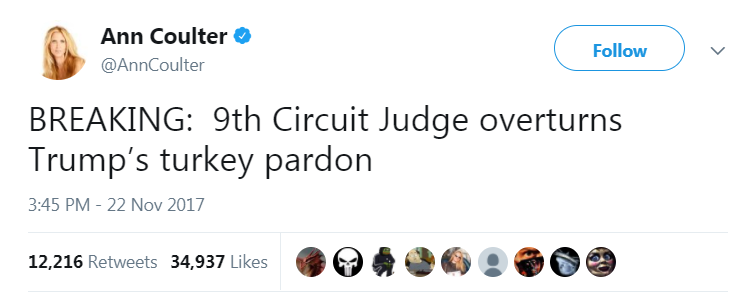 Ann Coulter
@AnnCoulter
Follow
BREAKING:  9th Circuit Judge overturns
Trump’s turkey pardon
3:45 PM - 22 Nov 2017
12,216 Retweets 34,937 Likes